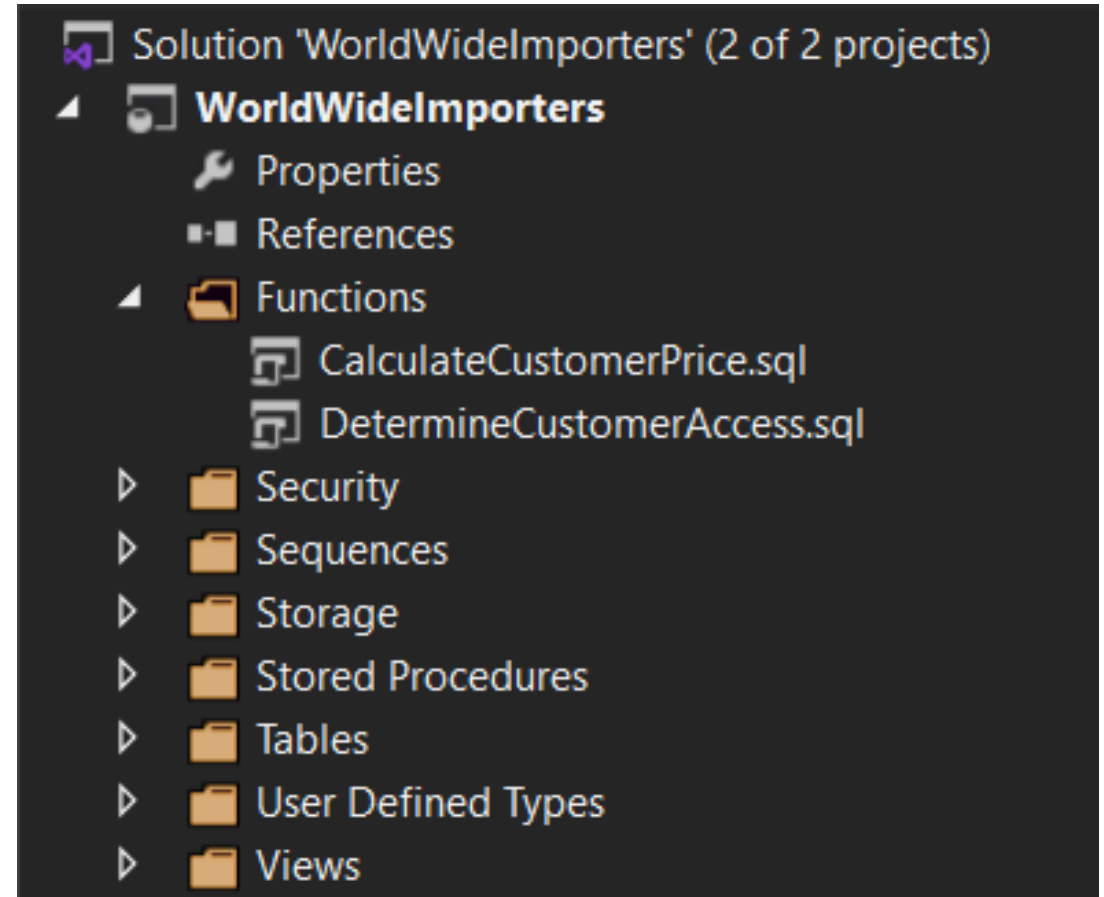 Solution 'WorldWideImporters' (2 of 2 projects)
WorldWideImporters
Properties
References
Functions
CalculateCustomerPrice.sql
DetermineCustomerAccess.sql
Security
Sequences
Storage
Stored Procedures
Tables
User Defined Types
Views